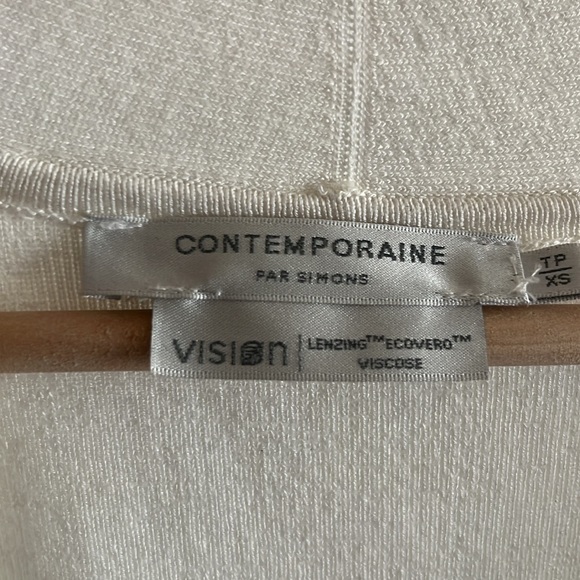 CONTEMPORAINE
PAR SIMONS
TP
XS
VISION
LENZING™ECOVERO™
VISCOSE